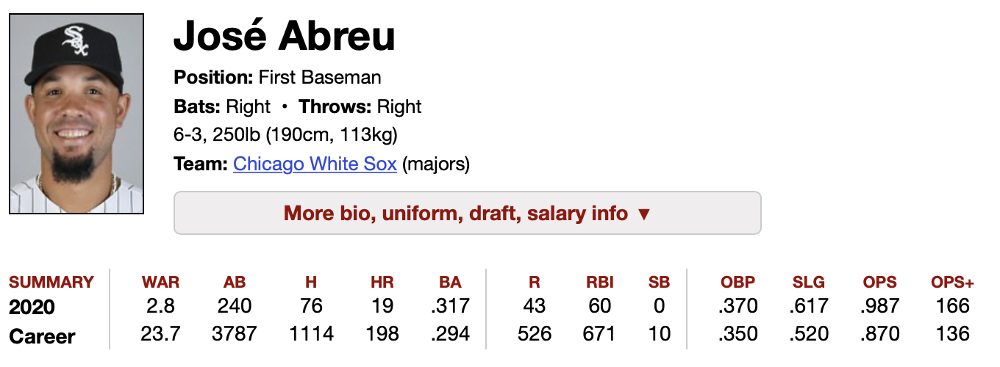 José Abreu
Position: First Baseman
Bats: Right • Throws: Right
6-3, 250lb (190cm, 113kg)
Team: Chicago White Sox (majors)
More bio, uniform, draft, salary info ▼
SUMMARY WAR AB H HR BA R RBI SB OBP SLG OPS OPS+
2020 2.8 240 76 19 .317 43 60 0 .370 .617 .987 166
Career 23.7 3787 1114 198 .294 526 671 10 .350 .520 .870 136
Sox